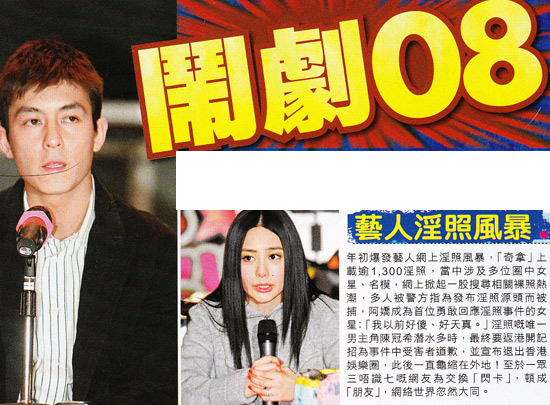 鬧劇08
藝人淫照風暴
年初爆發藝人網上淫照風暴，「奇拿」上
載逾1,300淫照，當中涉及多位圈中女
星、名模，網上掀起一股搜尋相關裸照熱
潮，多人被警方指為發布淫照源頭而被
捕，阿嬌成為首位勇敢回應淫照事件的女
星：「我以前好傻、好天真。」淫照嘅唯一
男主角陳冠希潛水多時，最終要返港開記
招為事件中受害者道歉，並宣布退出香港
娛樂圈，此後一直龜縮在外地！至於一眾
三唔識七嘅網友為交換「閃卡」，頓成
「朋友」，網絡世界忽然大同。